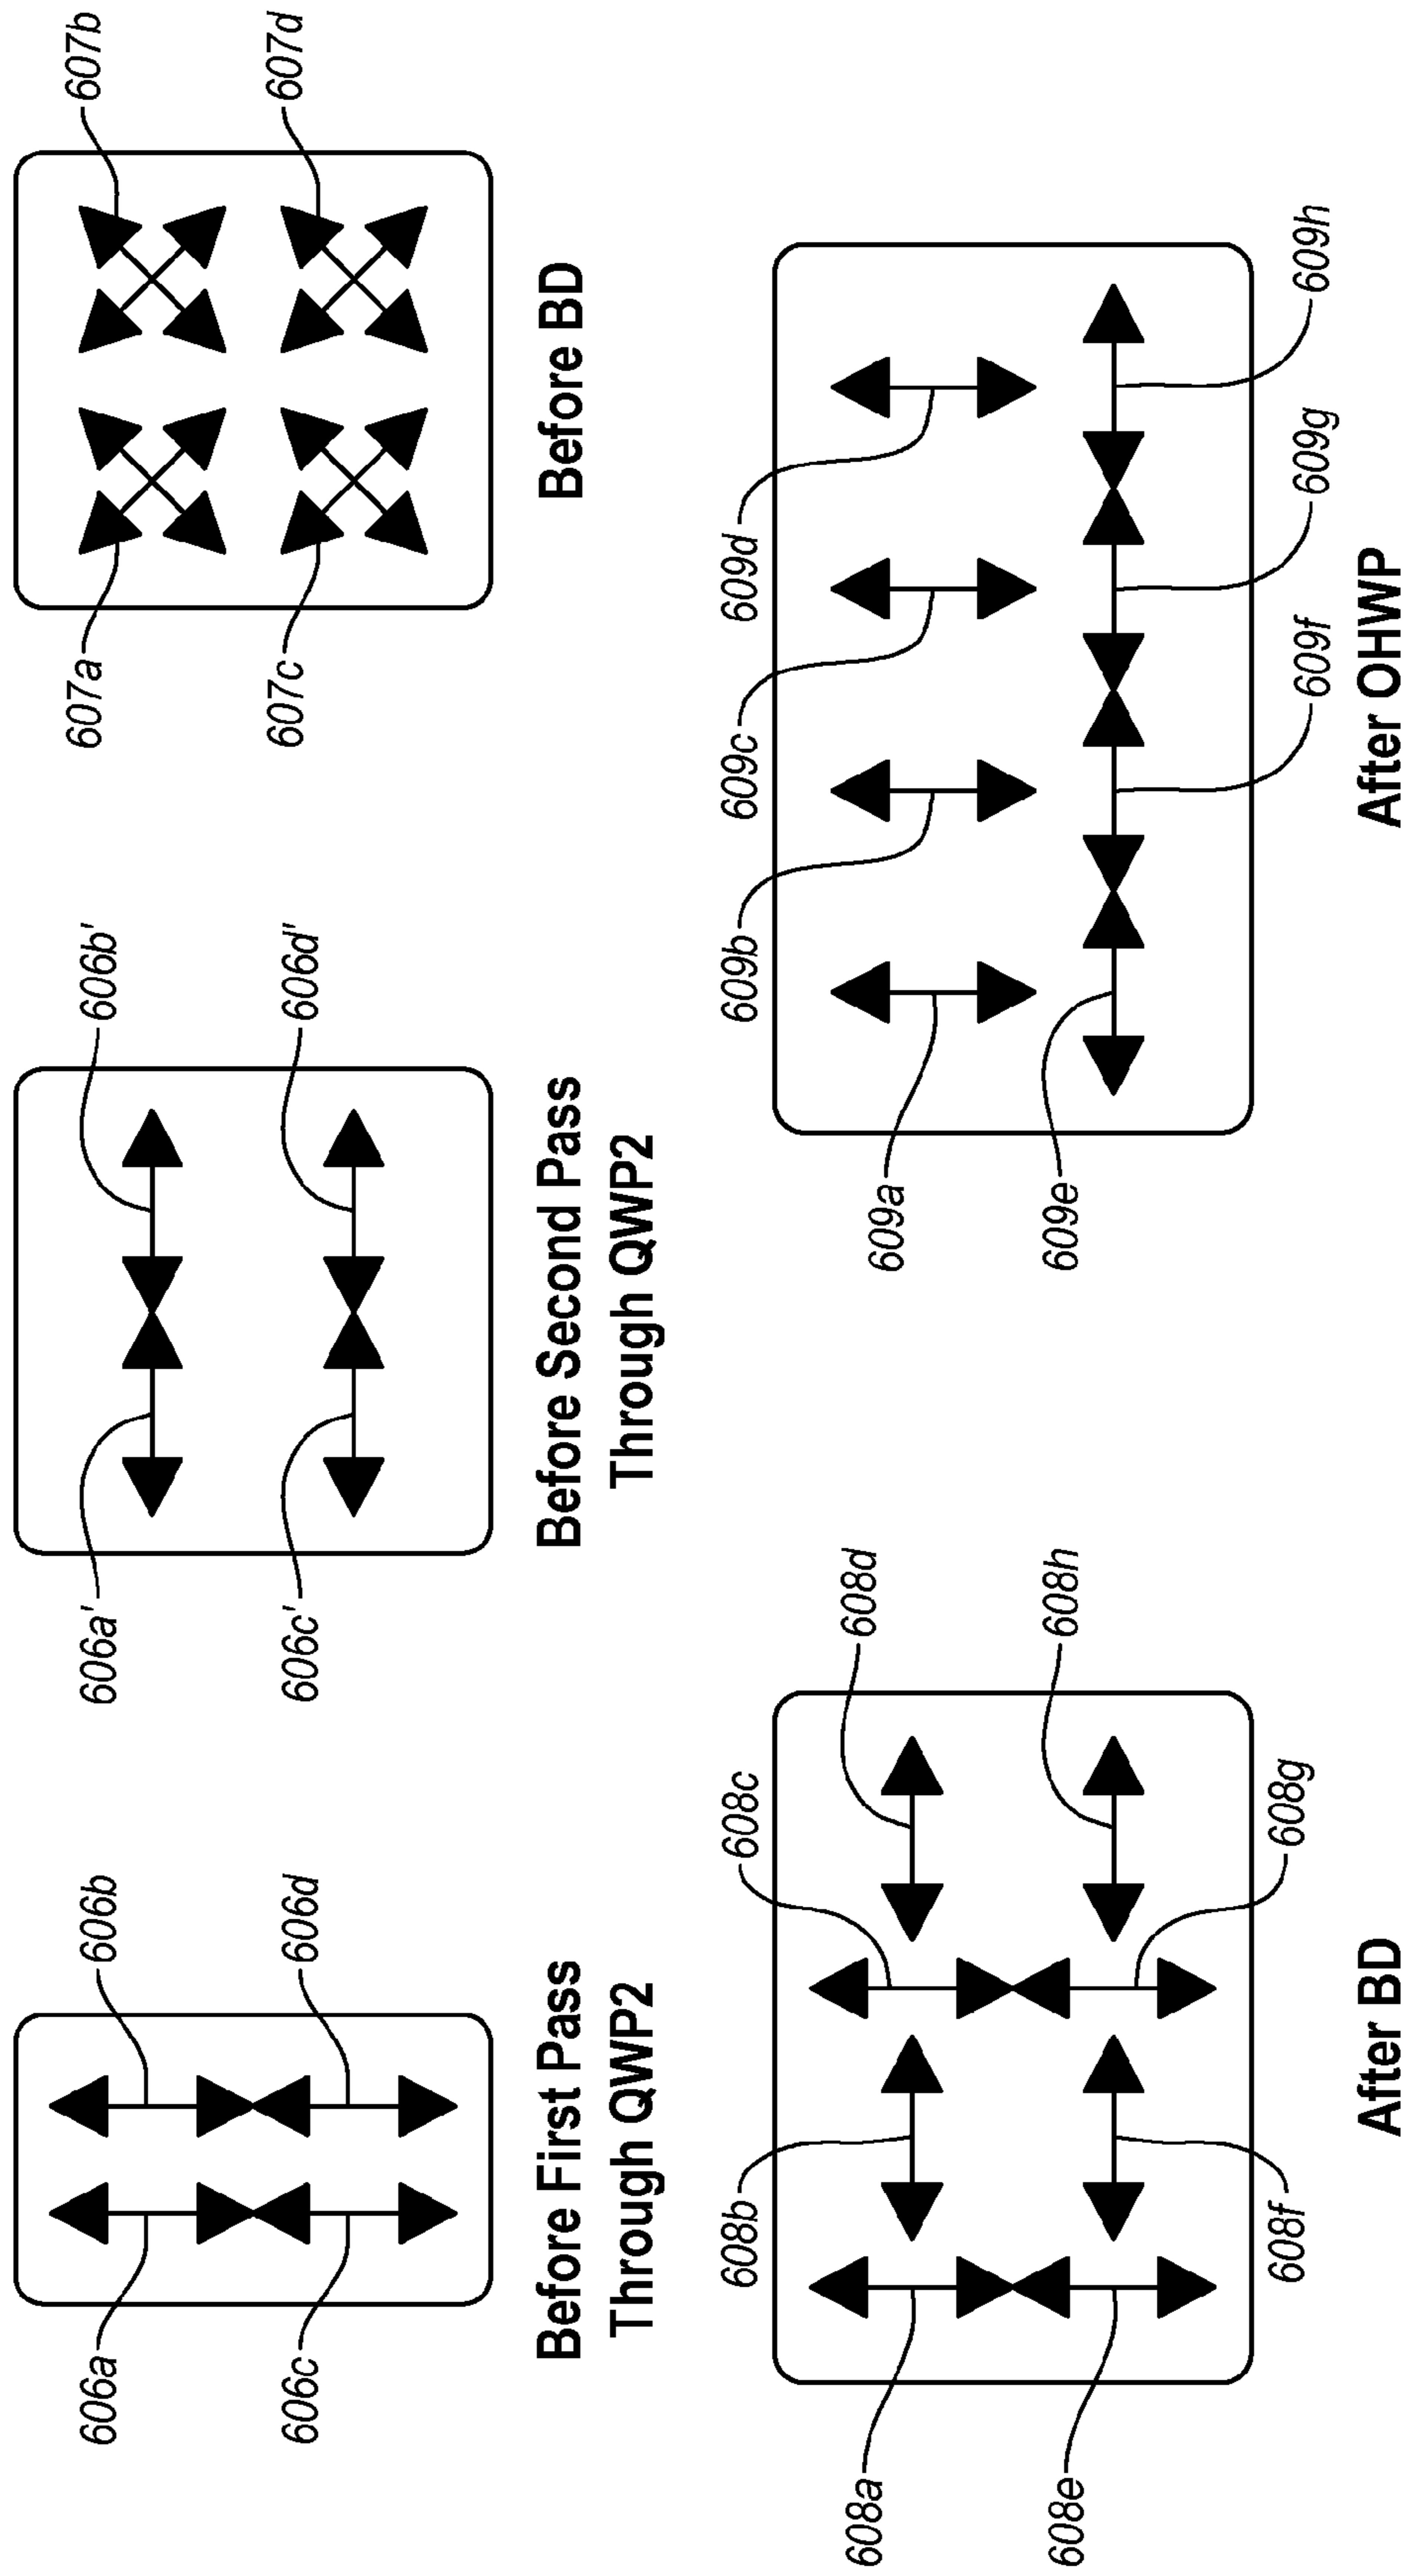 606a
606b
606c
606d
Before First Pass
Through QWP2
606a'
606b'
606c'
606d'
Before Second Pass
Through QWP2
607a
607b
607c
607d
Before BD
608a
608b
608c
608d
608e
608f
608g
608h
After BD
609a
609b
609c
609d
609e
609f
609g
609h
After OHWP